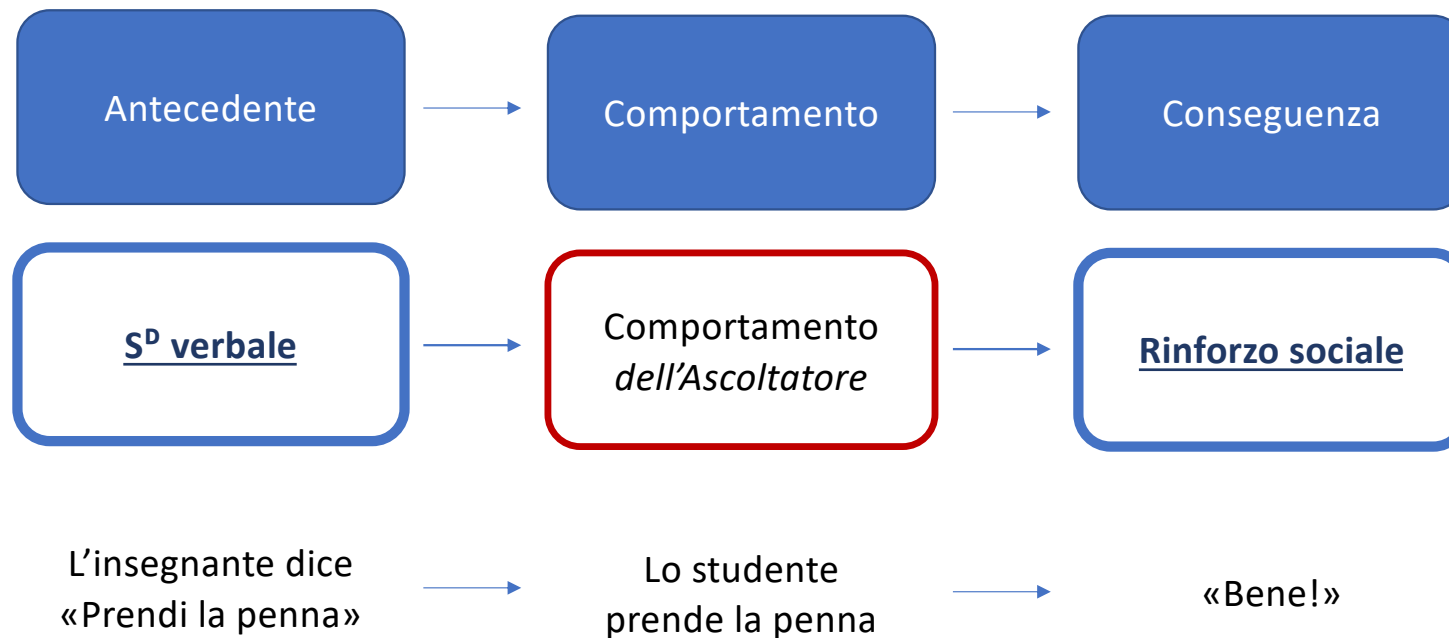 Antecedente
Comportamento
Conseguenza
Sᴰ verbale
Comportamento
dell’Ascoltatore
Rinforzo sociale
L’insegnante dice
«Prendi la penna»
Lo studente
prende la penna
«Bene!»